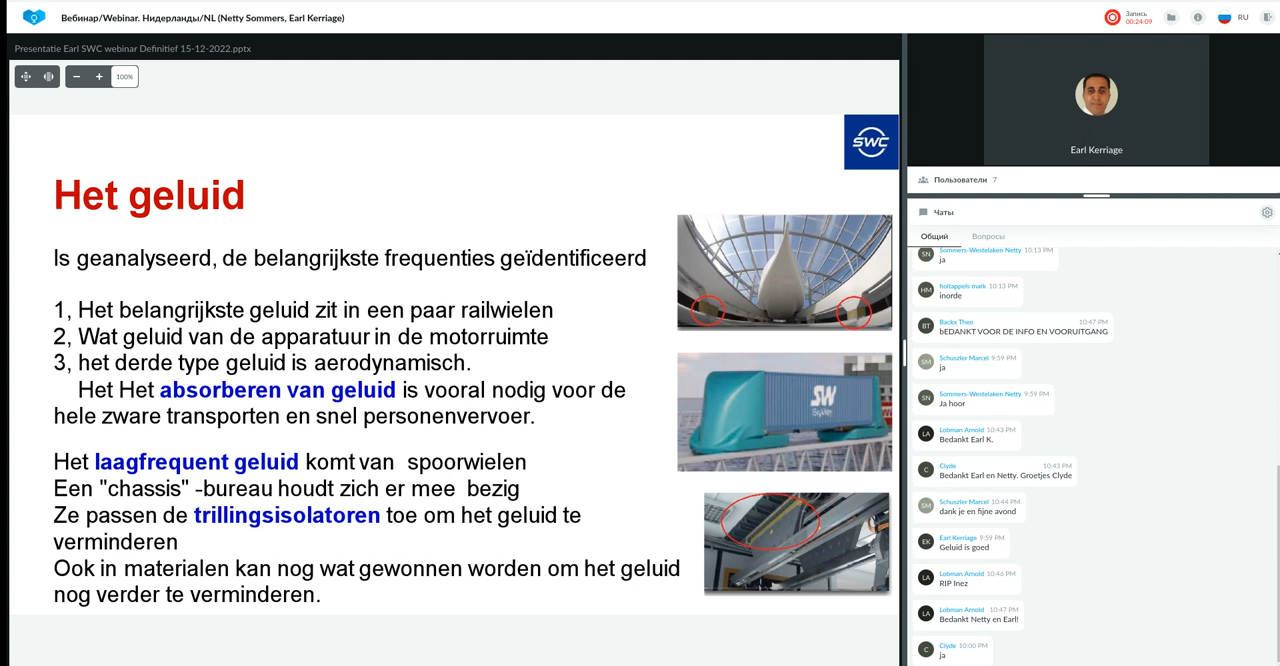 Вебинар/Webinar. Нидерланды/NL (Netty Sommers, Earl Kerriage)
Запись
00:24:09
RU
Presentatie Earl SWC webinar Definitief 15-12-2022.pptx
100%
SWC
Het geluid
Is geanalyseerd, de belangrijkste frequenties geïdentificeerd
1, Het belangrijkste geluid zit in een paar railwielen
2, Wat geluid van de apparatuur in de motorruimte
3, het derde type geluid is aerodynamisch.
Het Het absorberen van geluid is vooral nodig voor de
hele zware transporten en snel personenvervoer.
Het laagfrequent geluid komt van spoorwielen
Een "chassis" -bureau houdt zich er mee bezig
Ze passen de trillingsisolatoren toe om het geluid te
verminderen
Ook in materialen kan nog wat gewonnen worden om het geluid
nog verder te verminderen.
SW
Earl Kerriage
Пользователи 7
Чаты
Общий Вопросы
SN Sommers-Westelaken Netty 10:13 PM
ja
HM holtappels mark 10:13 PM
inorde
BT Backx Theo 10:47 PM
bEDANKT VOOR DE INFO EN VOORUITGANG
SM Schuszler Marcel 9:59 PM
ja
SN Sommers-Westelaken Netty 9:59 PM
Ja hoor
LA Lobman Arnold 10:43 PM
Bedankt Earl K.
C Clyde 10:43 PM
Bedankt Earl en Netty. Groetjes Clyde
SM Schuszler Marcel 10:44 PM
dank je en fijne avond
EK Earl Kerriage 9:59 PM
Geluid is goed
LA Lobman Arnold 10:46 PM
RIP Inez
LA Lobman Arnold 10:47 PM
Bedankt Netty en Earl!
C Clyde 10:00 PM
ja